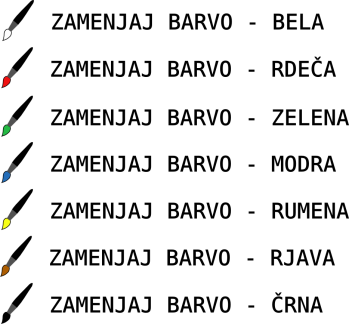 ZAMENJAJ BARVO - BELA
ZAMENJAJ BARVO - RDEČA
ZAMENJAJ BARVO - ZELENA
ZAMENJAJ BARVO - MODRA
ZAMENJAJ BARVO - RUMENA
ZAMENJAJ BARVO - RJAVA
ZAMENJAJ BARVO - ČRNA